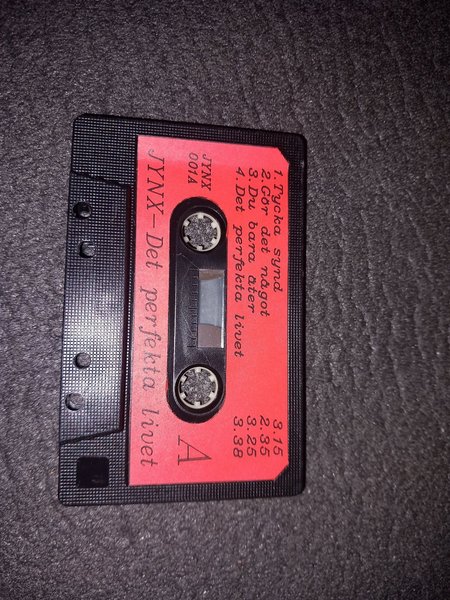 1.Tycka synd 3.15
2.Gör det något 2.35
3.Du bara äter 3.25
4.Det perfekta livet 3.38
JYNX
001A
A
JYNX-Det perfekta livet